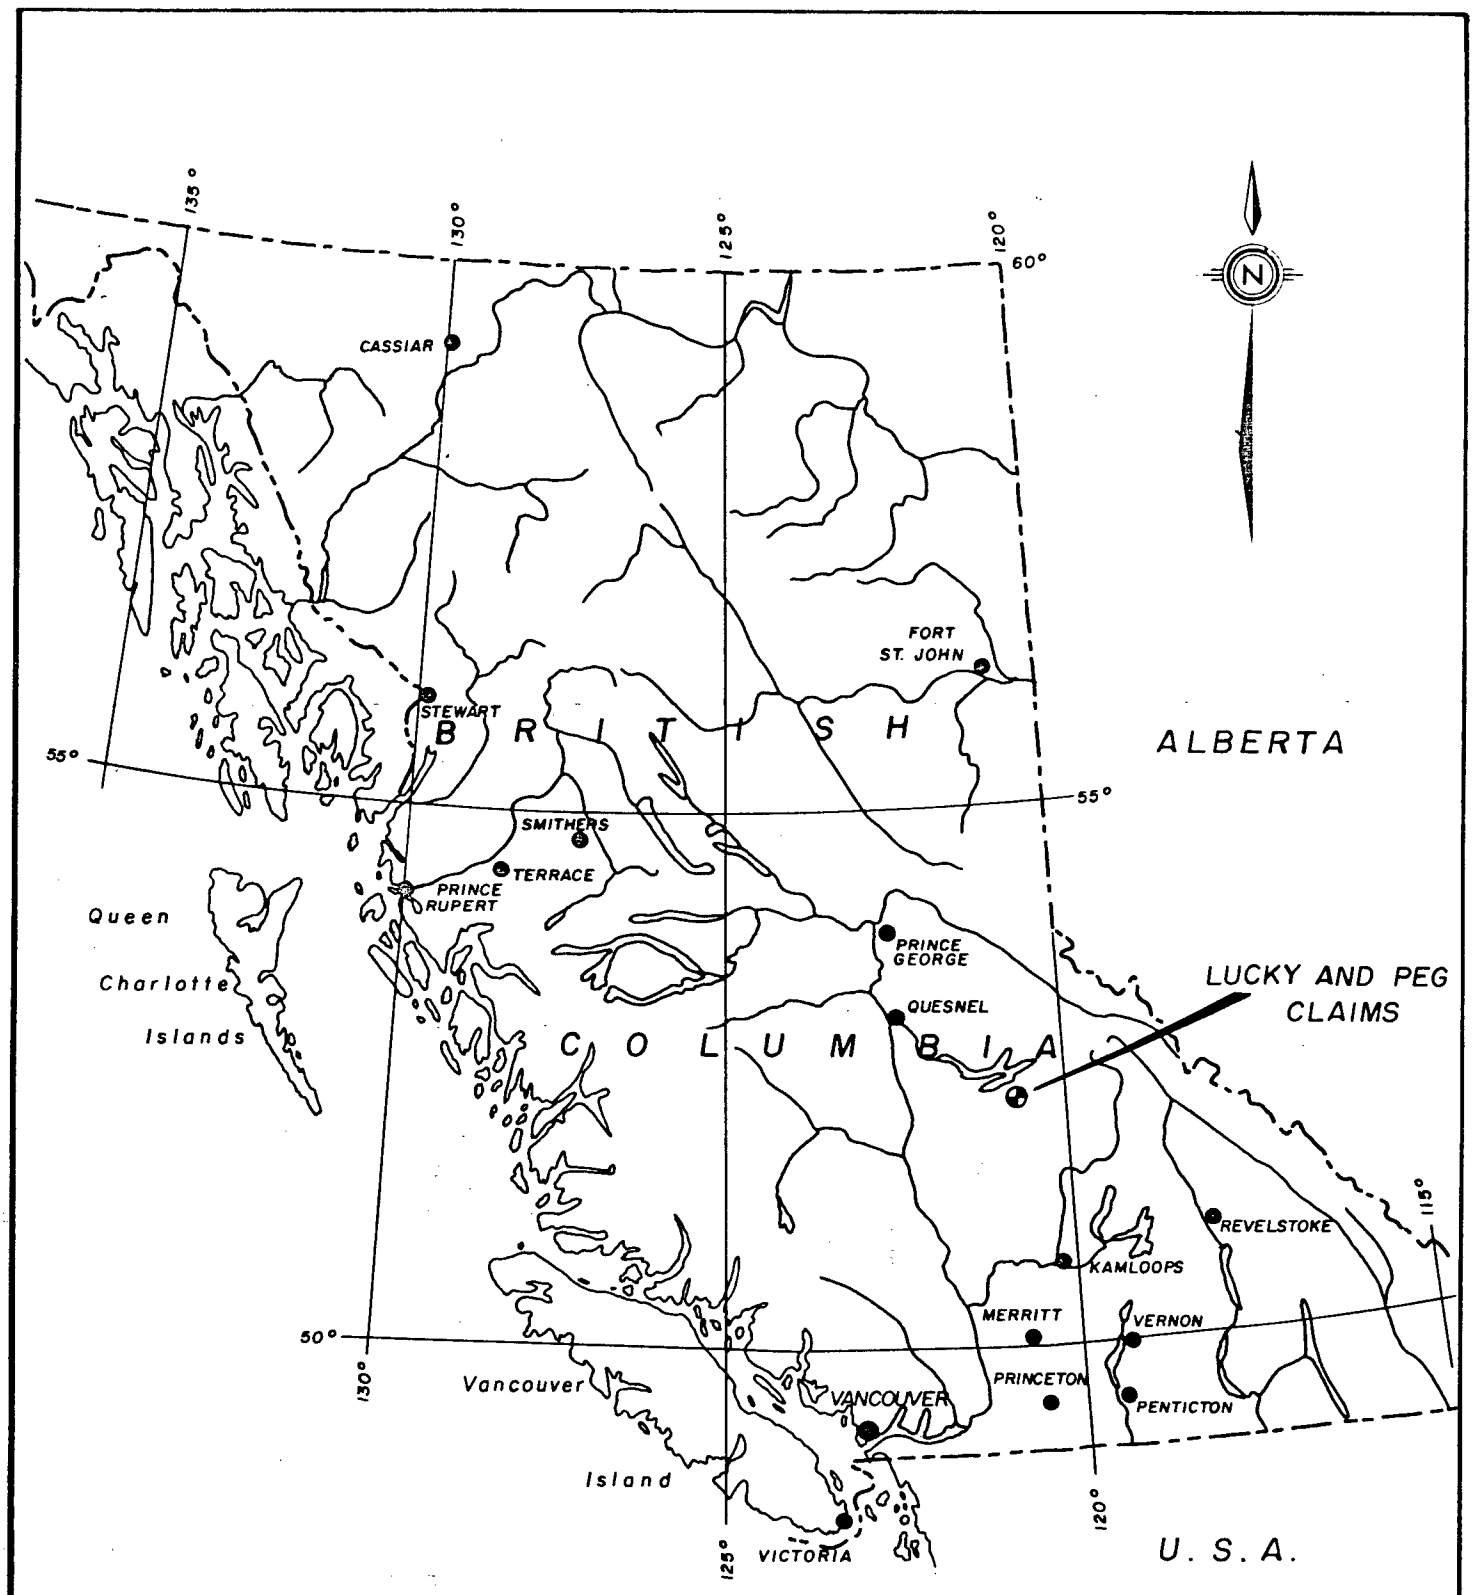 135°
130°
125°
120°
60°
N
CASSIAR
FORT
ST. JOHN
STEWART
BRITISH
ALBERTA
55°
55°
SMITHERS
TERRACE
PRINCE
RUPERT
Queen
Charlotte
Islands
PRINCE
GEORGE
LUCKY AND PEG
CLAIMS
QUESNEL
COLUMBIA
115°
REVELSTOKE
KAMLOOPS
MERRITT
VERNON
50°
130°
Vancouver
Island
PRINCETON
VANCOUVER
PENTICTON
120°
125°
VICTORIA
U.S.A.